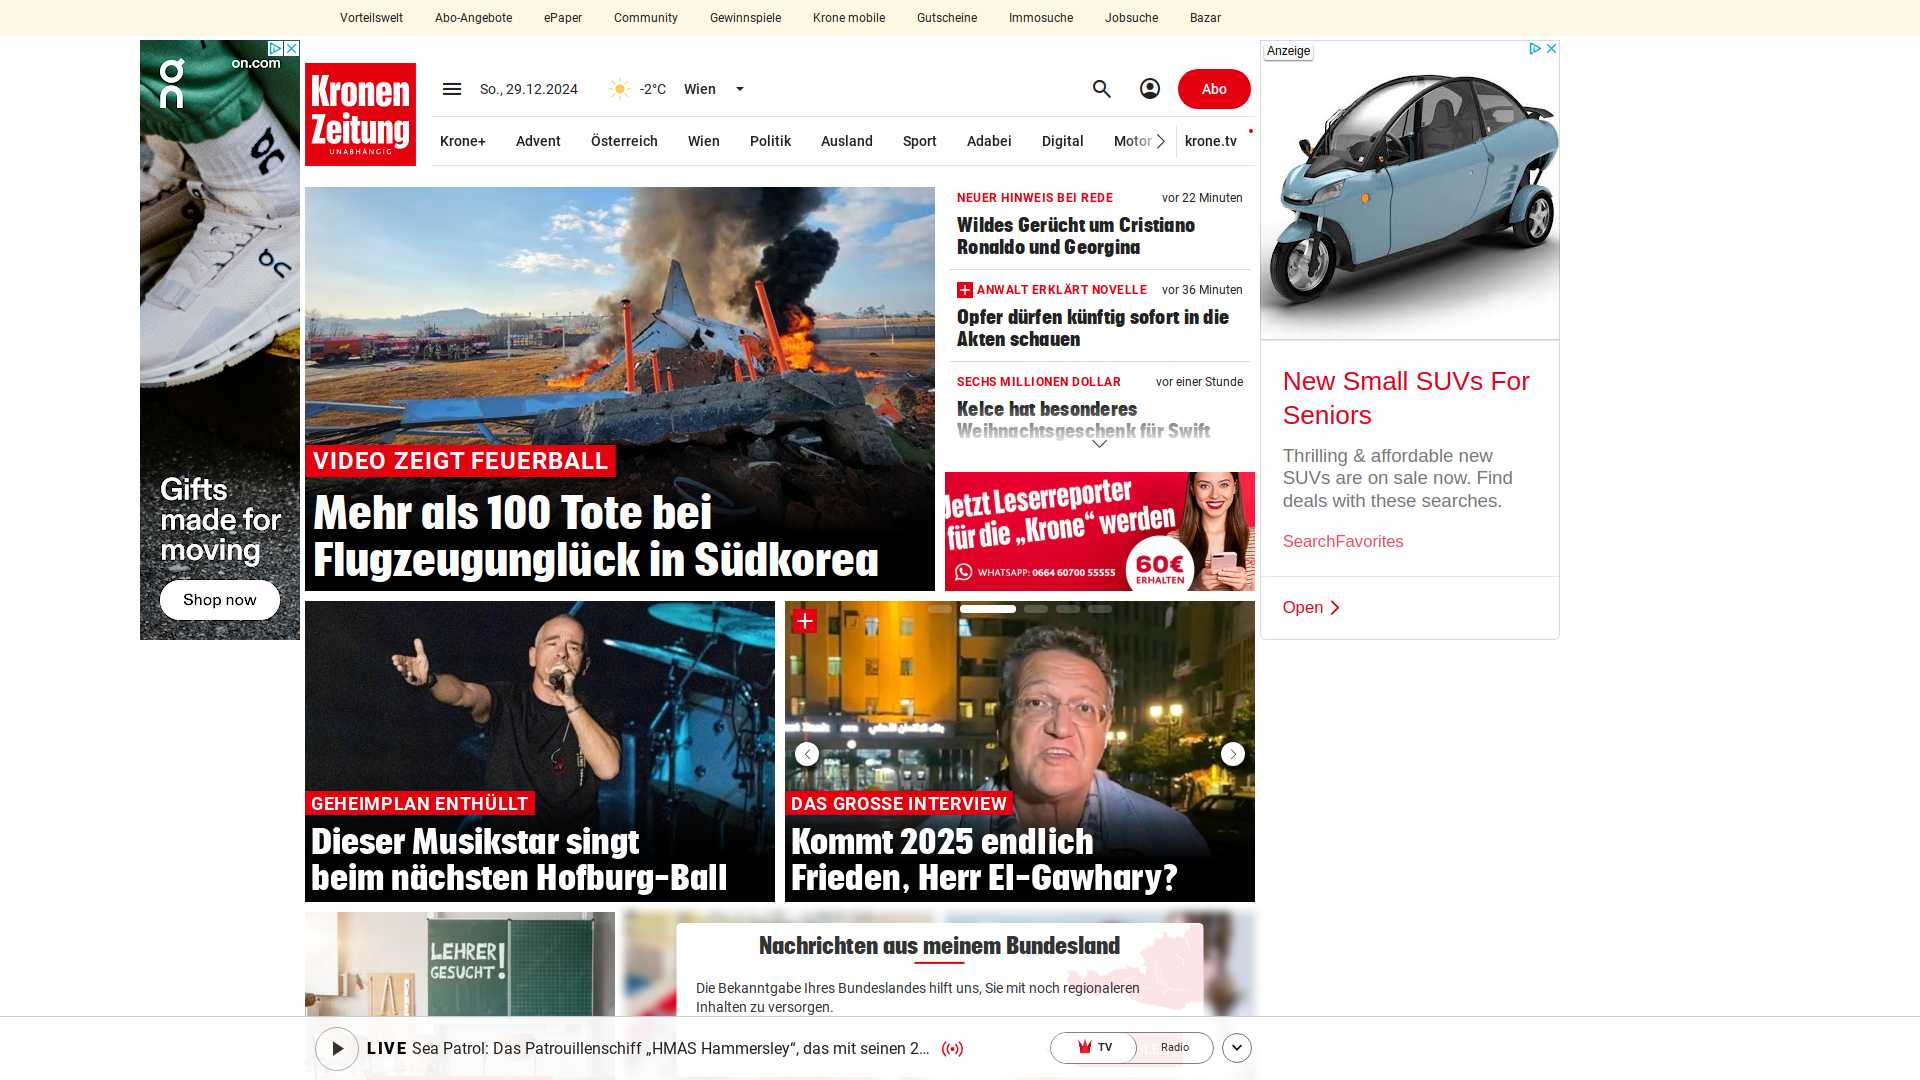 Vorteilswelt Abo-Angebote ePaper Community Gewinnspiele Krone mobile Gutscheine Immosuche Jobsuche Bazar
on.com
Gifts
made for
moving
Shop now
Kronen
Zeitung
UNABHÄNGIG
So., 29.12.2024 -2°C Wien
Abo
Krone+ Advent Österreich Wien Politik Ausland Sport Adabei Digital Motor krone.tv
VIDEO ZEIGT FEUERBALL
Mehr als 100 Tote bei
Flugzeugunglück in Südkorea
NEUER HINWEIS BEI REDE vor 22 Minuten
Wildes Gerücht um Cristiano
Ronaldo und Georgina
ANWALT ERKLÄRT NOVELLE vor 36 Minuten
Opfer dürfen künftig sofort in die
Akten schauen
SECHS MILLIONEN DOLLAR vor einer Stunde
Kelce hat besonderes
Weihnachtsgeschenk für Swift
Jetzt Leserreporter
für die „Krone“ werden
WHATSAPP: 0664 60700 55555
60€
ERHALTEN
Anzeige
New Small SUVs For
Seniors
Thrilling & affordable new
SUVs are on sale now. Find
deals with these searches.
SearchFavorites
Open
GEHEIMPLAN ENTHÜLLT
Dieser Musikstar singt
beim nächsten Hofburg-Ball
DAS GROSSE INTERVIEW
Kommt 2025 endlich
Frieden, Herr El-Gawhary?
LEHRER
GESUCHT!
Nachrichten aus meinem Bundesland
Die Bekanntgabe Ihres Bundeslandes hilft uns, Sie mit noch regionaleren
Inhalten zu versorgen.
LIVE Sea Patrol: Das Patrouillenschiff „HMAS Hammersley“, das mit seinen 2...
TV Radio